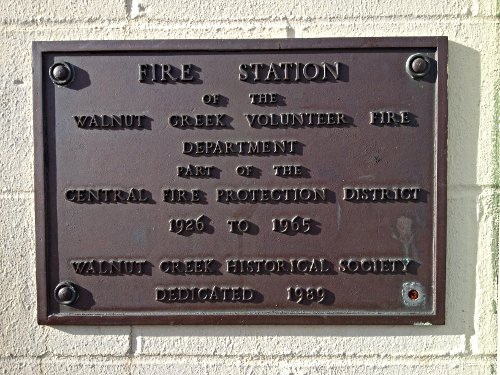 FIRE STATION
OF THE
WALNUT CREEK VOLUNTEER FIRE
DEPARTMENT
PART OF THE
CENTRAL FIRE PROTECTION DISTRICT
1926 TO 1965
WALNUT CREEK HISTORICAL SOCIETY
DEDICATED 1989